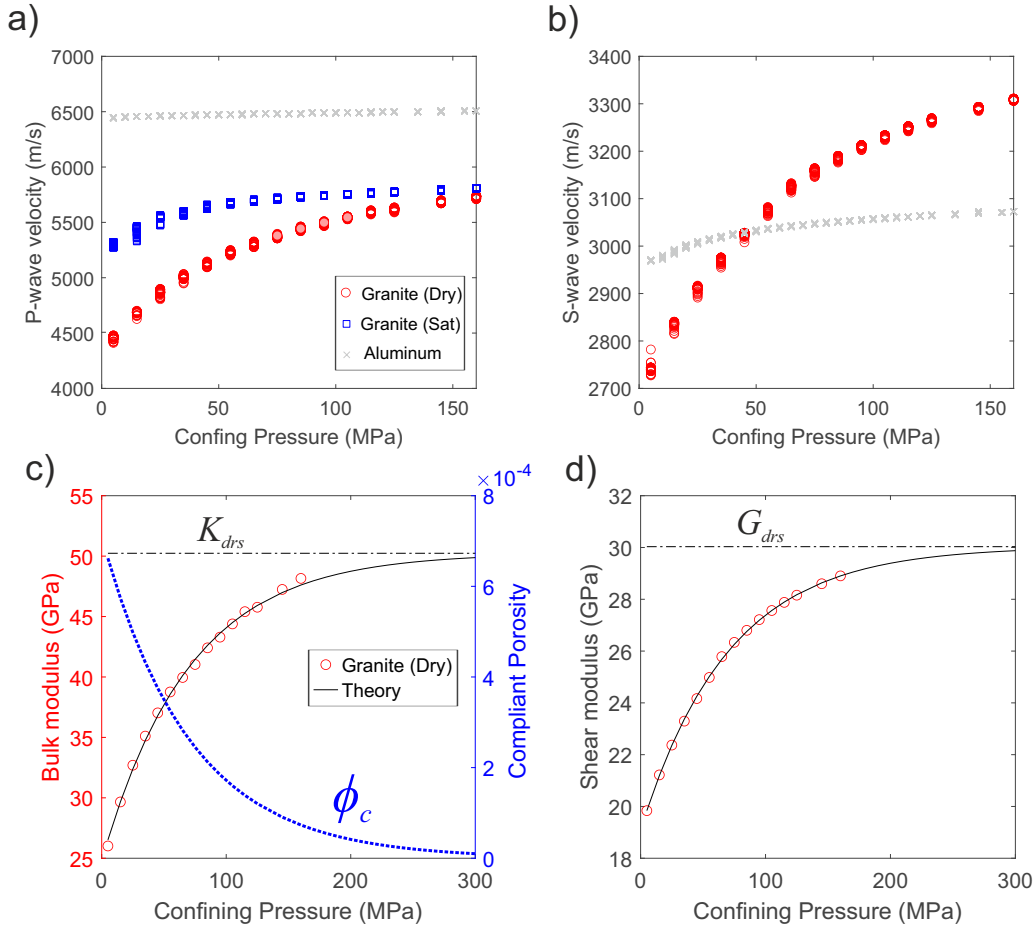 a)
7000
6500
6000
5500
5000
4500
4000
P-wave velocity (m/s)
0
50
100
150
Confing Pressure (MPa)
Granite (Dry)
Granite (Sat)
Aluminum
b)
3400
3300
3200
3100
3000
2900
2800
2700
S-wave velocity (m/s)
0
50
100
150
Confing Pressure (MPa)
c)
55
50
45
40
35
30
25
Bulk modulus (GPa)
K_drs
Granite (Dry)
Theory
ϕ_c
×10^-4
8
6
4
2
0
Compliant Porosity
0
100
200
300
Confining Pressure (MPa)
d)
32
30
28
26
24
22
20
18
Shear modulus (GPa)
G_drs
0
100
200
300
Confining Pressure (MPa)